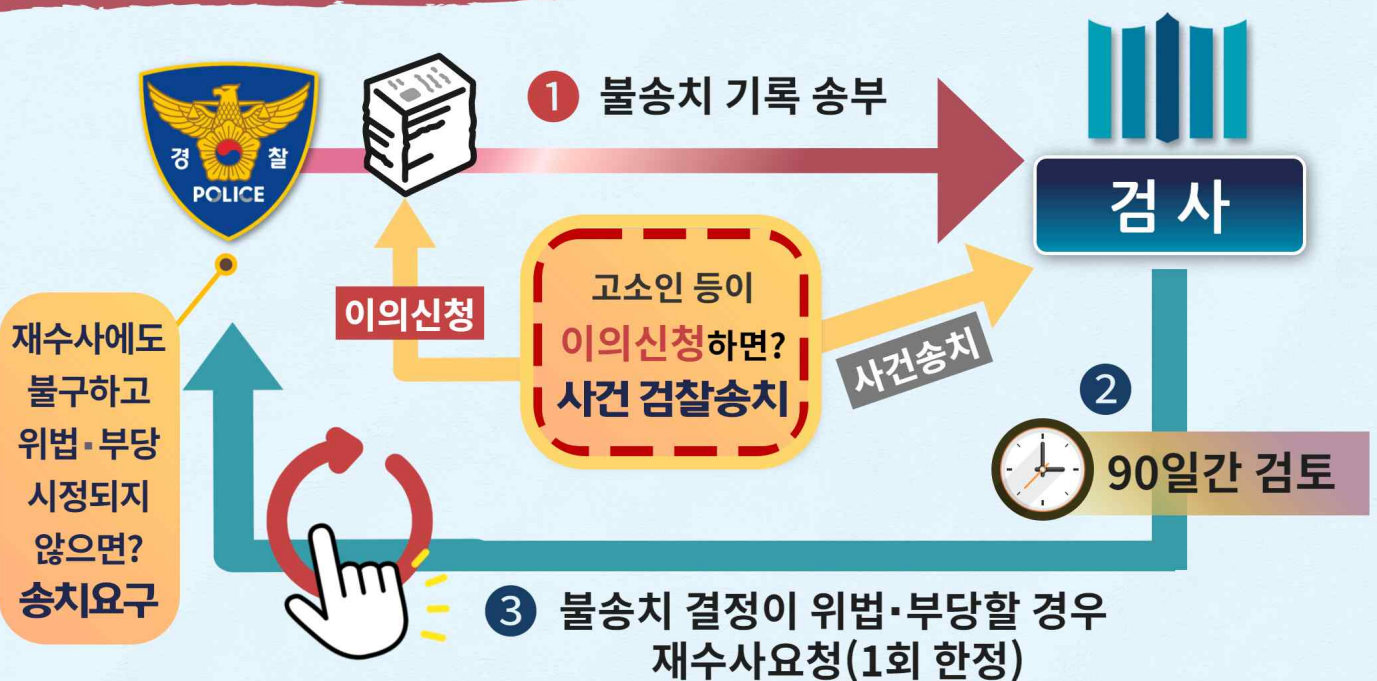 경 찰
POLICE
1 불송치 기록 송부
검 사
고소인 등이
이의신청하면?
사건 검찰송치
이의신청
사건송치
재수사에도
불구하고
위법·부당
시정되지
않으면?
송치요구
2
90일간 검토
3 불송치 결정이 위법·부당할 경우
재수사요청(1회 한정)